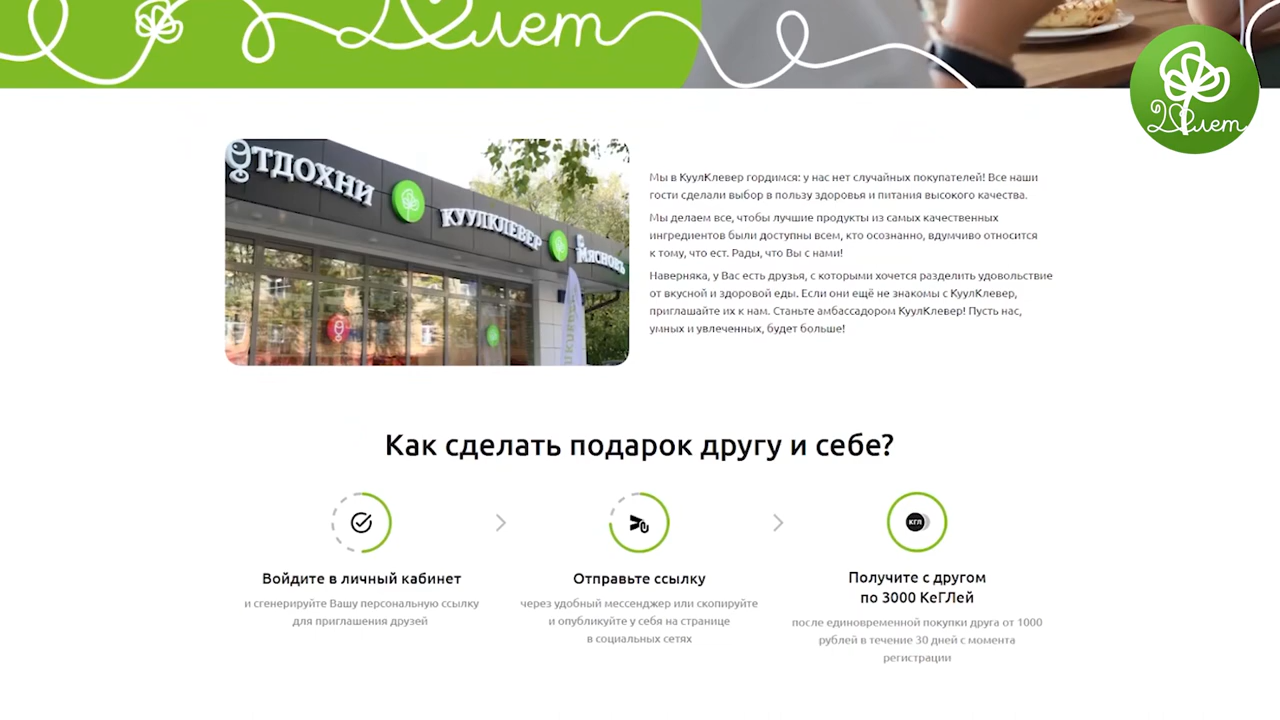 20 лет
20 лет
ОТДОХНИ
КУУЛКЛЕВЕР
МЯСНОВЪ
Мы в КуулКлевер гордимся: у нас нет случайных покупателей! Все наши
гости сделали выбор в пользу здоровья и питания высокого качества.
Мы делаем все, чтобы лучшие продукты из самых качественных
ингредиентов были доступны всем, кто осознанно, вдумчиво относится
к тому, что ест. Рады, что Вы с нами!
Наверняка, у Вас есть друзья, с которыми хочется разделить удовольствие
от вкусной и здоровой еды. Если они ещё не знакомы с КуулКлевер,
приглашайте их к нам. Станьте амбассадором КуулКлевер! Пусть нас,
умных и увлеченных, будет больше!
Как сделать подарок другу и себе?
КГЛ
Войдите в личный кабинет
и сгенерируйте Вашу персональную ссылку
для приглашения друзей
Отправьте ссылку
через удобный мессенджер или скопируйте
и опубликуйте у себя на странице
в социальных сетях
Получите с другом
по 3000 КеГЛей
после единовременной покупки друга от 1000
рублей в течение 30 дней с момента
регистрации